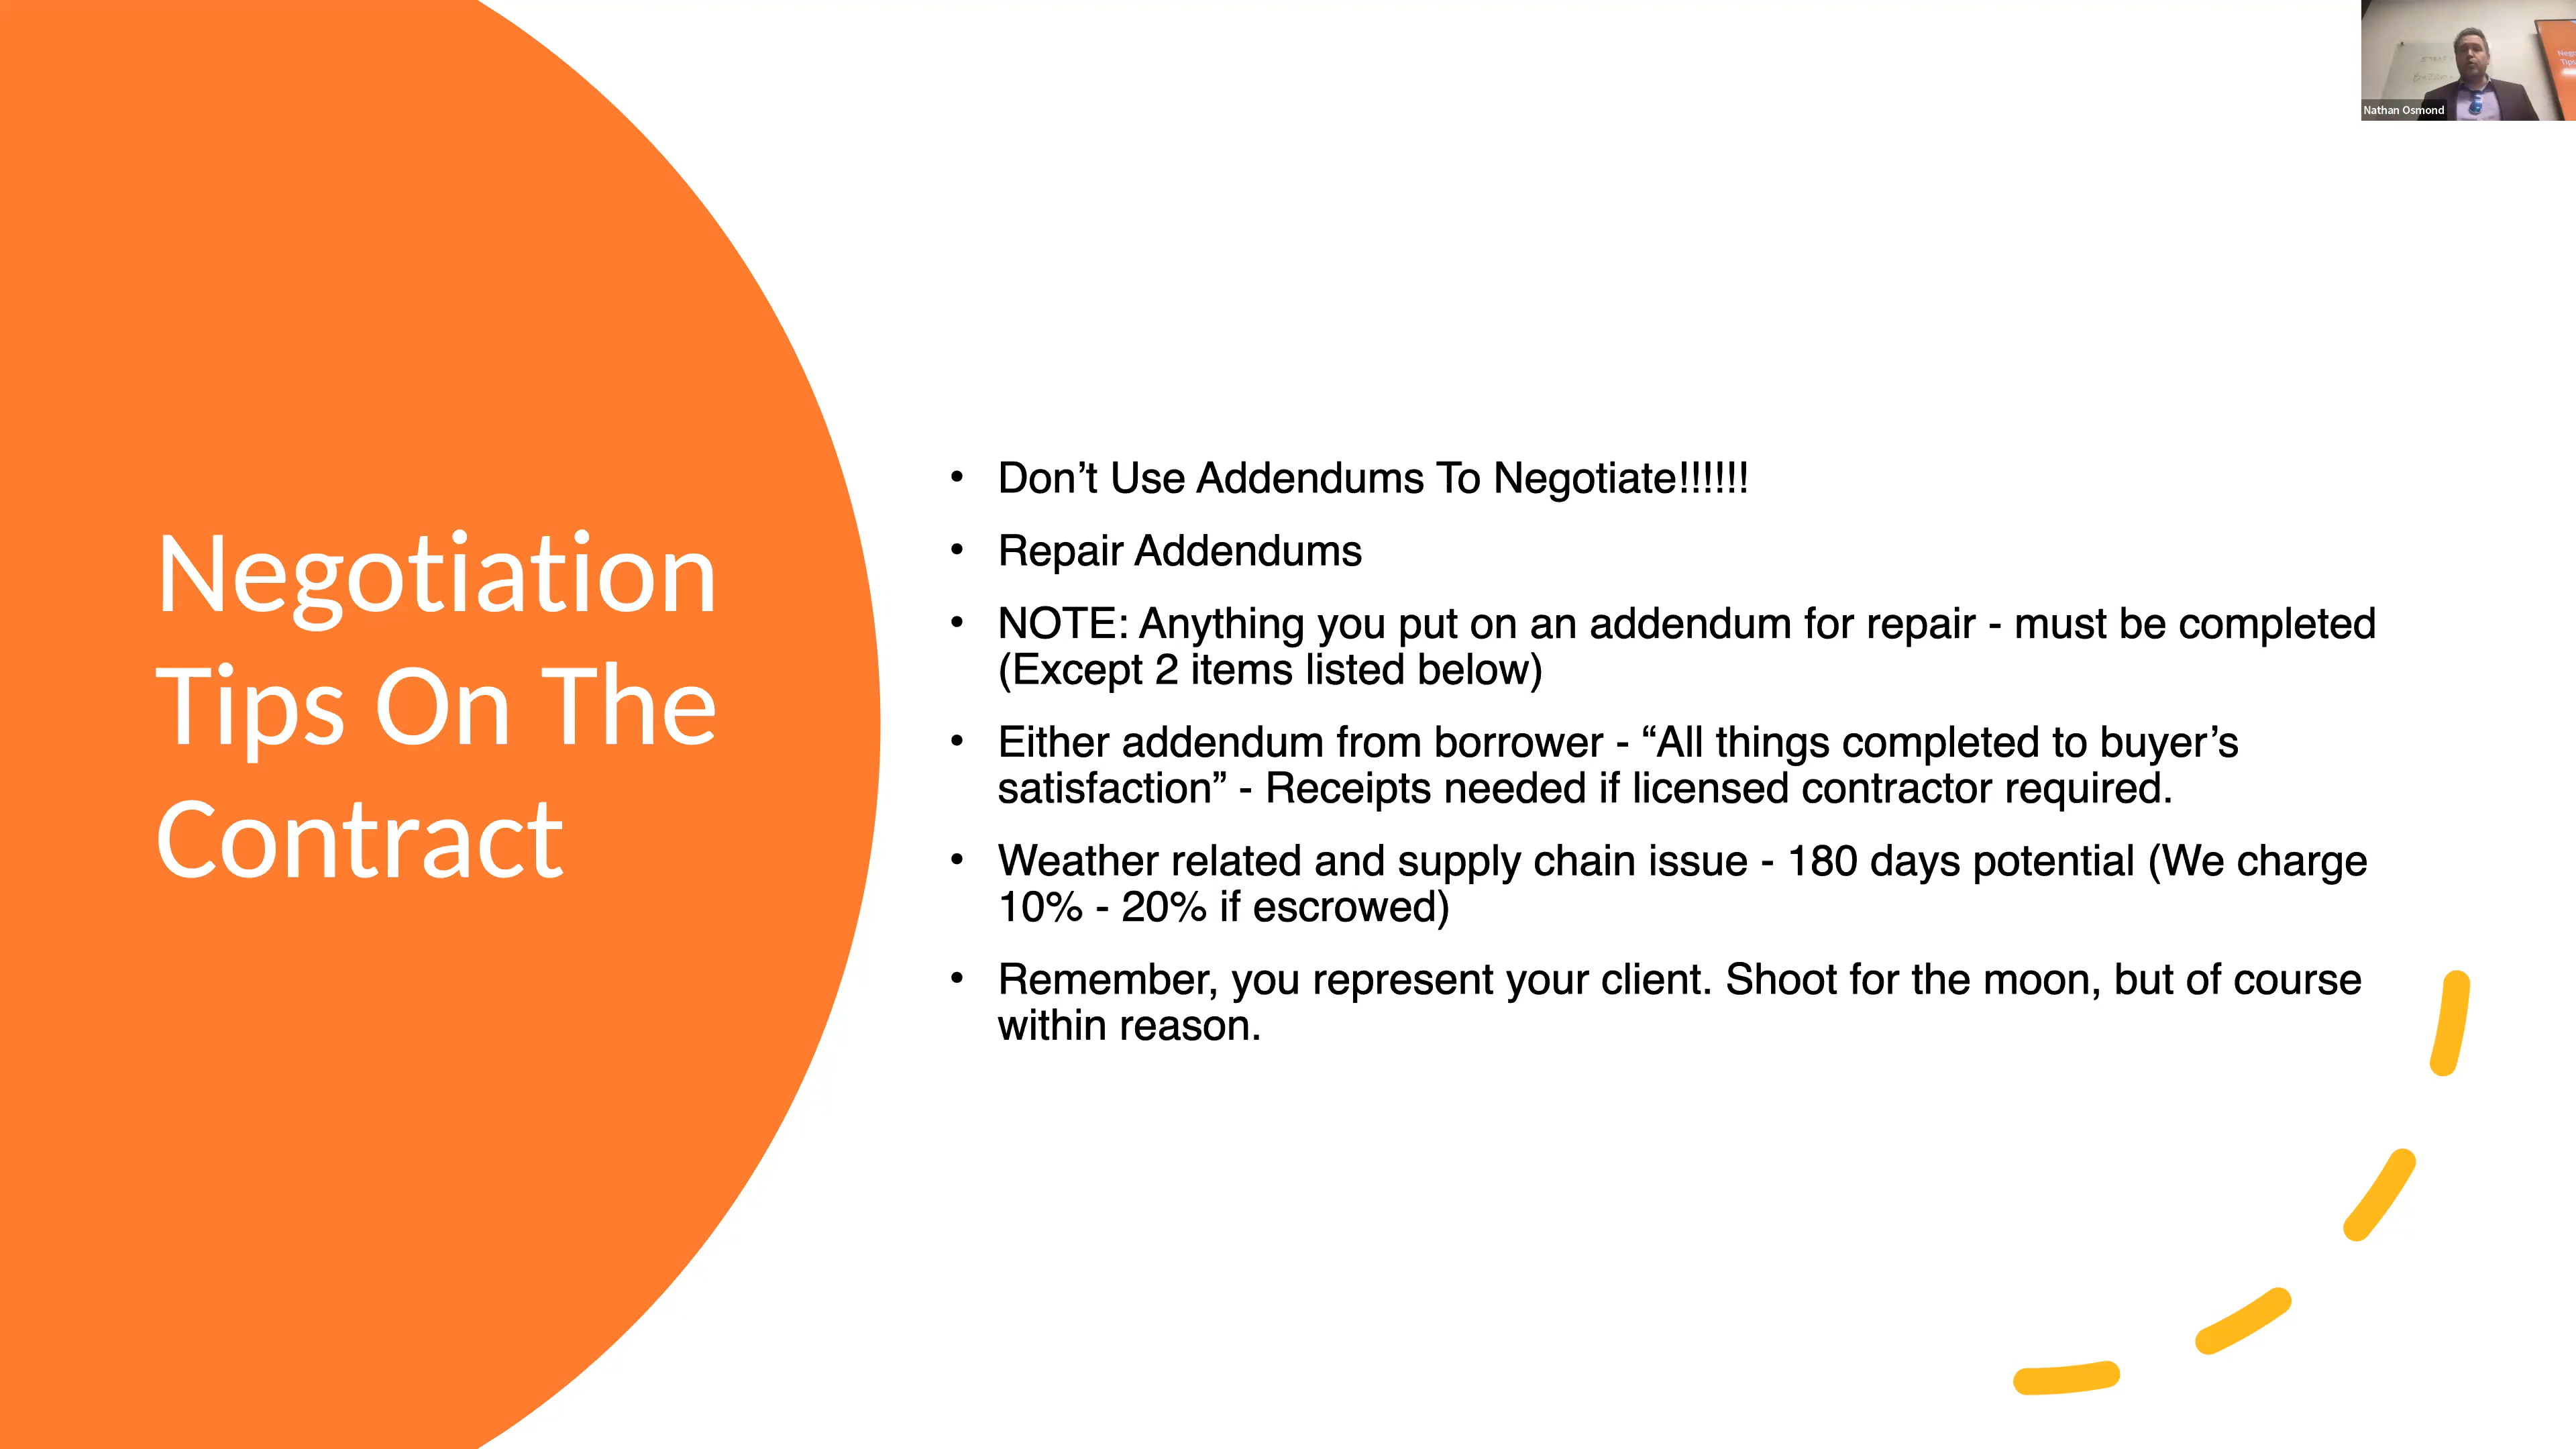 Negotiation
Tips On The
Contract
• Don’t Use Addendums To Negotiate!!!!!!
• Repair Addendums
• NOTE: Anything you put on an addendum for repair - must be completed
(Except 2 items listed below)
• Either addendum from borrower - “All things completed to buyer’s
satisfaction” - Receipts needed if licensed contractor required.
• Weather related and supply chain issue - 180 days potential (We charge
10% - 20% if escrowed)
• Remember, you represent your client. Shoot for the moon, but of course
within reason.
Nathan Osmond